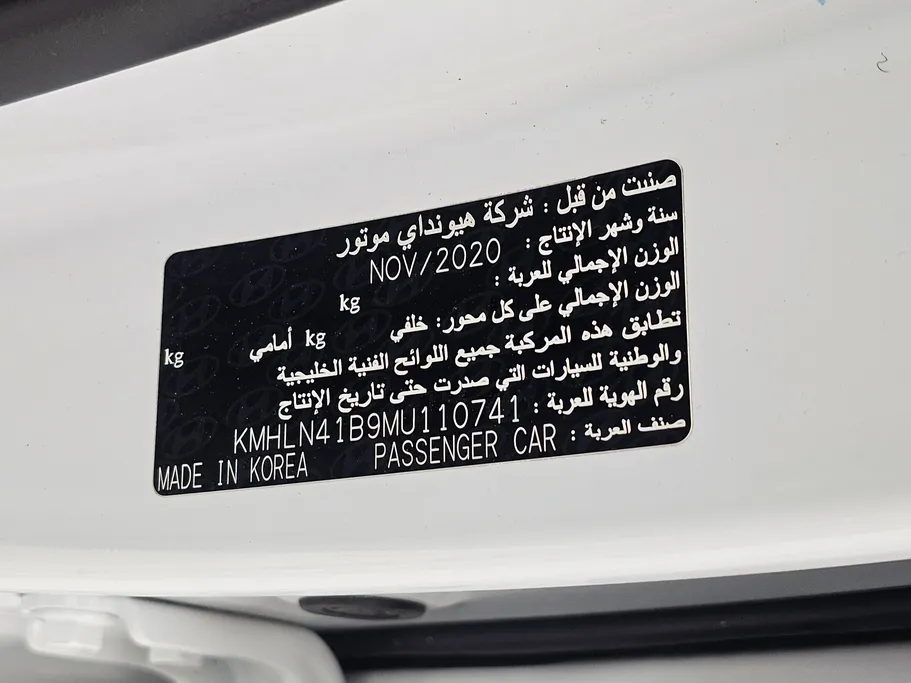 صنعت من قبل : شركة هيونداي موتور
سنة وشهر الإنتاج : NOV/2020
الوزن الإجمالي للعربة : kg
الوزن الإجمالي على كل محور: خلفي kg أمامي kg
تطابق هذه المركبة جميع اللوائح الفنية الخليجية
والوطنية للسيارات التي صدرت حتى تاريخ الإنتاج
رقم الهوية للعربة : KMHLN41B9MU110741
صنف العربة : PASSENGER CAR
MADE IN KOREA